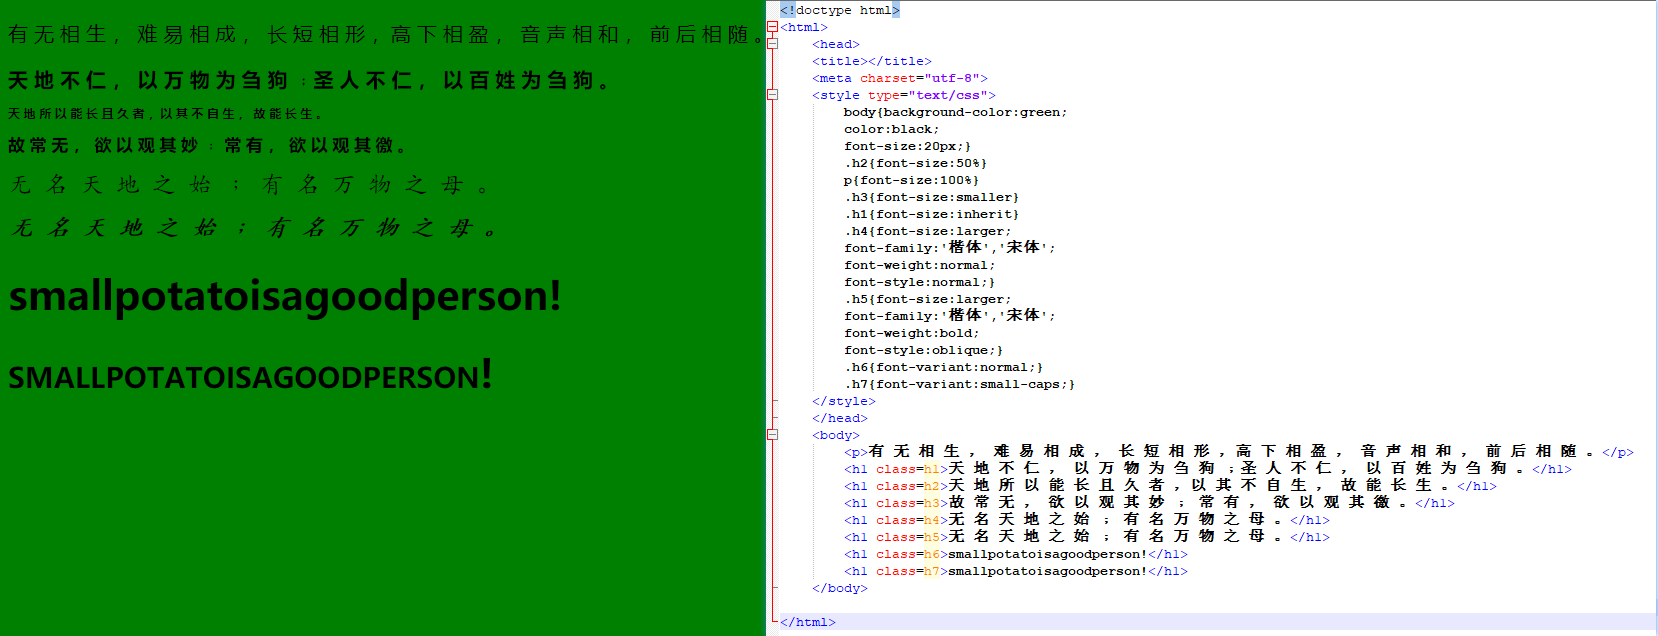 有无相生，难易相成，长短相形,高下相盈，音声相和，前后相随。
天地不仁，以万物为刍狗;圣人不仁，以百姓为刍狗。
天地所以能长且久者,以其不自生，故能长生。
故常无，欲以观其妙;常有，欲以观其徼。
无名天地之始；有名万物之母。
无名天地之始；有名万物之母。
smallpotatoisagoodperson!
SMALLPOTATOISAGOODPERSON!
<!doctype html>
<html>
<head>
<title></title>
<meta charset="utf-8">
<style type="text/css">
body{background-color:green;
color:black;
font-size:20px;}
.h2{font-size:50%}
p{font-size:100%}
.h3{font-size:smaller}
.h1{font-size:inherit}
.h4{font-size:larger;
font-family:'楷体','宋体';
font-weight:normal;
font-style:normal;}
.h5{font-size:larger;
font-family:'楷体','宋体';
font-weight:bold;
font-style:oblique;}
.h6{font-variant:normal;}
.h7{font-variant:small-caps;}
</style>
</head>
<body>
<p>有无相生，难易相成，长短相形,高下相盈，音声相和，前后相随。</p>
<h1 class=h1>天地不仁，以万物为刍狗;圣人不仁，以百姓为刍狗。</h1>
<h1 class=h2>天地所以能长且久者,以其不自生，故能长生。</h1>
<h1 class=h3>故常无，欲以观其妙;常有，欲以观其徼。</h1>
<h1 class=h4>无名天地之始；有名万物之母。</h1>
<h1 class=h5>无名天地之始；有名万物之母。</h1>
<h1 class=h6>smallpotatoisagoodperson!</h1>
<h1 class=h7>smallpotatoisagoodperson!</h1>
</body>
</html>